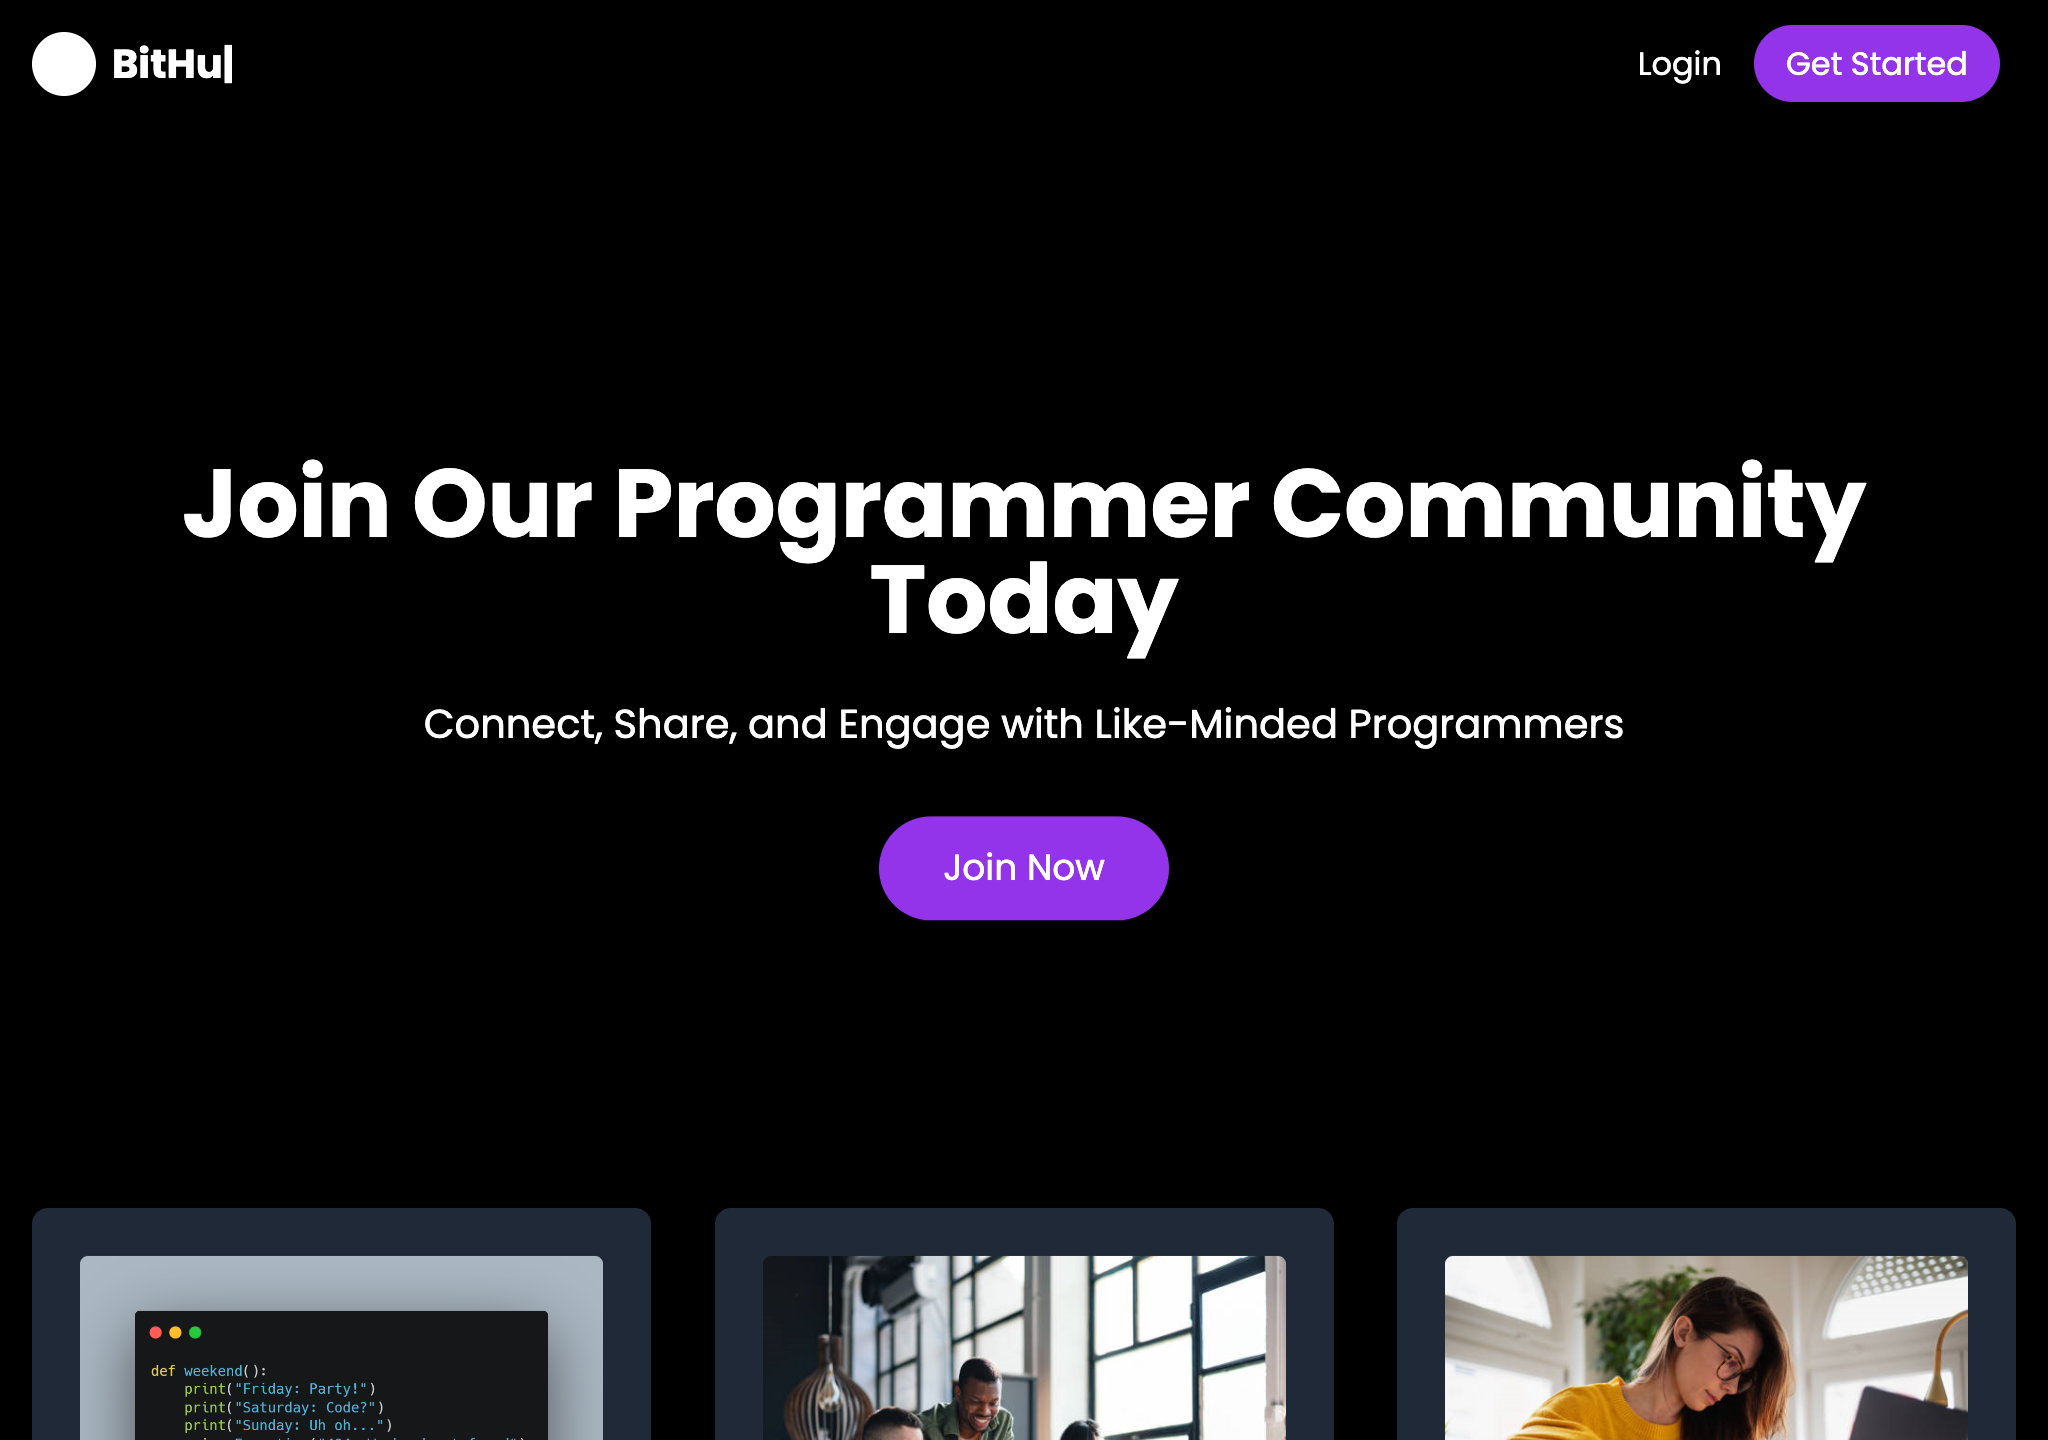 BitHu|
Login
Get Started
Join Our Programmer Community
Today
Connect, Share, and Engage with Like-Minded Programmers
Join Now
def weekend():
print("Friday: Party!")
print("Saturday: Code?")
print("Sunday: Uh oh...")